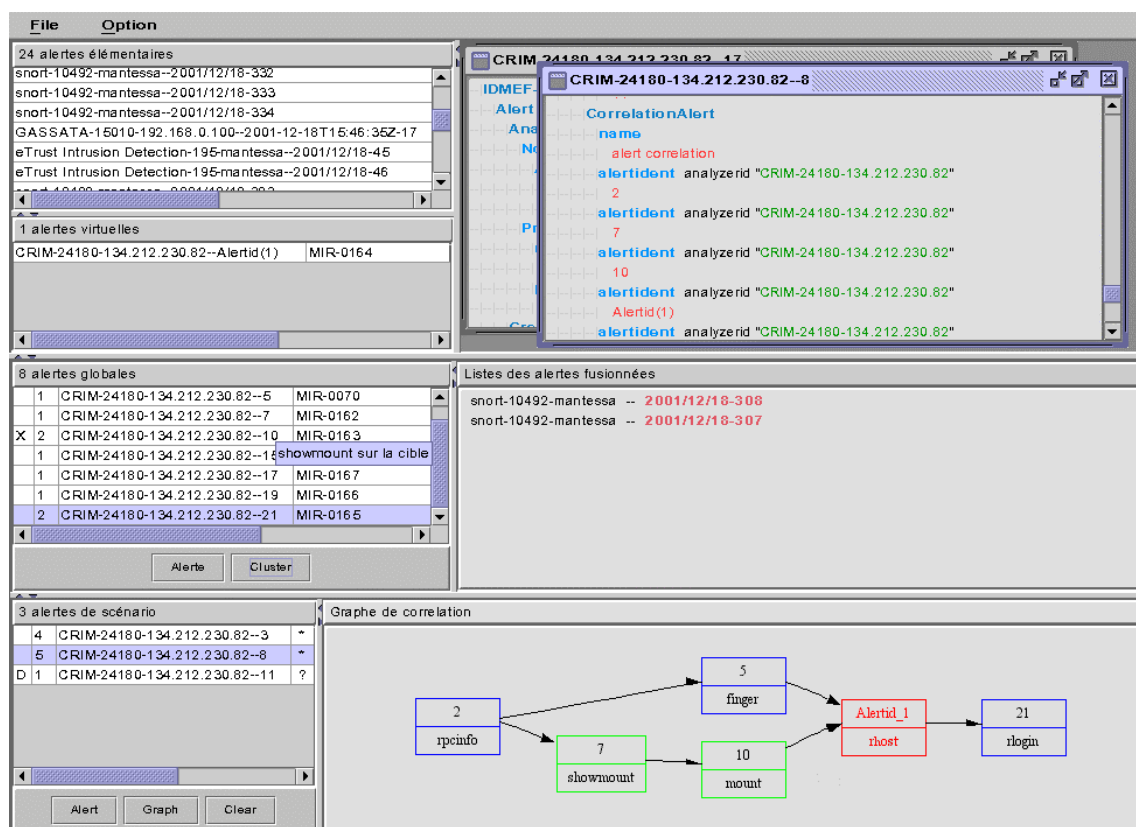 File Option
24 alertes élémentaires
snort-10492-mantessa--2001/12/18-332
snort-10492-mantessa--2001/12/18-333
snort-10492-mantessa--2001/12/18-334
GASSATA-15010-192.168.0.100--2001-12-18T15:46:35Z-17
eTrust Intrusion Detection-195-mantessa--2001/12/18-45
eTrust Intrusion Detection-195-mantessa--2001/12/18-46
1 alertes virtuelles
CRIM-24180-134.212.230.82--Alertid(1) MIR-0164
CRIM-24180-134.212.230.82--17
IDMEF-
Alert
Ana
No
Pr
Cre
CRIM-24180-134.212.230.82--8
CorrelationAlert
name
alert correlation
alertident analyzerid "CRIM-24180-134.212.230.82"
2
alertident analyzerid "CRIM-24180-134.212.230.82"
7
alertident analyzerid "CRIM-24180-134.212.230.82"
10
alertident analyzerid "CRIM-24180-134.212.230.82"
Alertid(1)
alertident analyzerid "CRIM-24180-134.212.230.82"
8 alertes globales
1 CRIM-24180-134.212.230.82--5 MIR-0070
1 CRIM-24180-134.212.230.82--7 MIR-0162
X 2 CRIM-24180-134.212.230.82--10 MIR-0163
1 CRIM-24180-134.212.230.82--15
showmount sur la cible
1 CRIM-24180-134.212.230.82--17 MIR-0167
1 CRIM-24180-134.212.230.82--19 MIR-0166
2 CRIM-24180-134.212.230.82--21 MIR-0165
Alerte Cluster
Listes des alertes fusionnées
snort-10492-mantessa -- 2001/12/18-308
snort-10492-mantessa -- 2001/12/18-307
3 alertes de scénario
4 CRIM-24180-134.212.230.82--3 *
5 CRIM-24180-134.212.230.82--8 *
D 1 CRIM-24180-134.212.230.82--11 ?
Alert Graph Clear
Graphe de correlation
2
rpcinfo
5
finger
7
showmount
10
mount
Alertid_1
rhost
21
rlogin